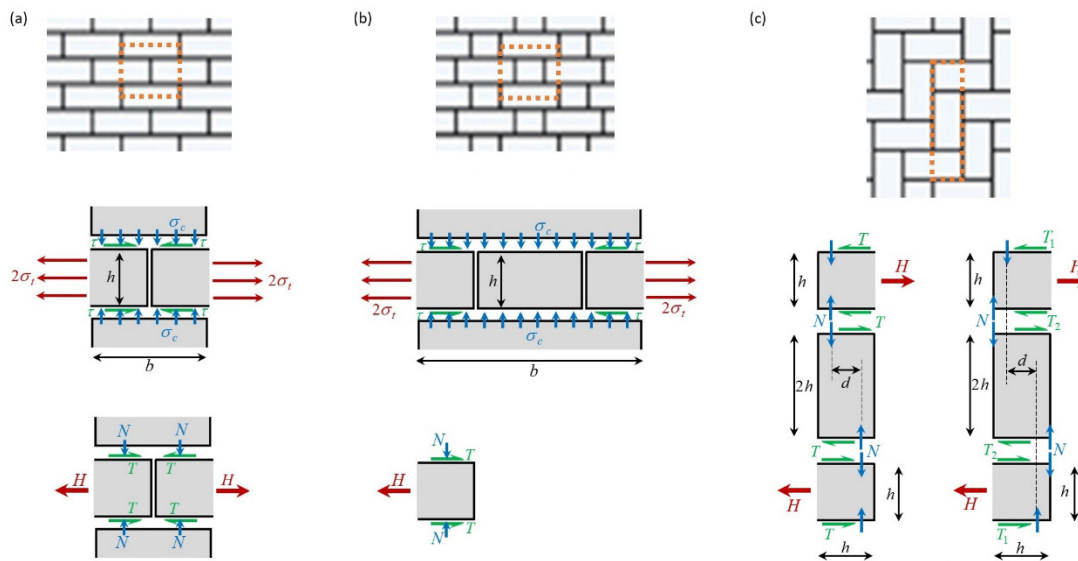 (a)
(b)
(c)
σc
τ τ
2σt h 2σt
τ τ
σc
b
N N
H T T H
T T
N N
σc
τ τ
h
2σt 2σt
τ τ
σc
b
N
T
H
T
N
T
h H
N T
2h d
T N
H h
T
h
T1
h H
N T2
2h d
T2 N
H h
T1
h